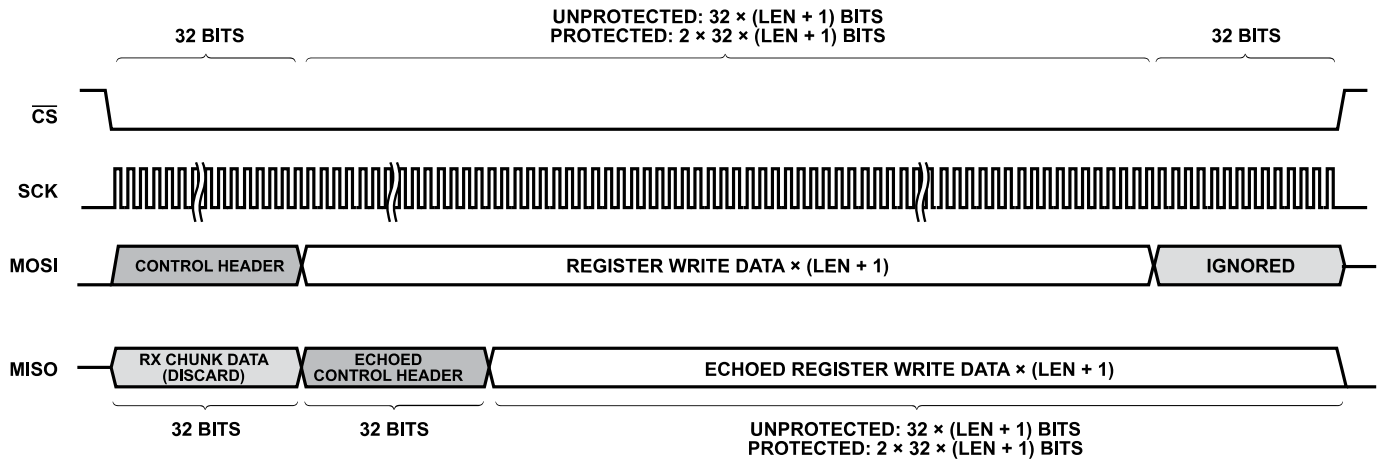 UNPROTECTED: 32 × (LEN + 1) BITS
32 BITS PROTECTED: 2 × 32 × (LEN + 1) BITS 32 BITS
CS
SCK
MOSI CONTROL HEADER REGISTER WRITE DATA × (LEN + 1) IGNORED
RX CHUNK DATA ECHOED
MISO (DISCARD) CONTROL HEADER ECHOED REGISTER WRITE DATA × (LEN + 1)
32 BITS 32 BITS UNPROTECTED: 32 × (LEN + 1) BITS
PROTECTED: 2 × 32 × (LEN + 1) BITS